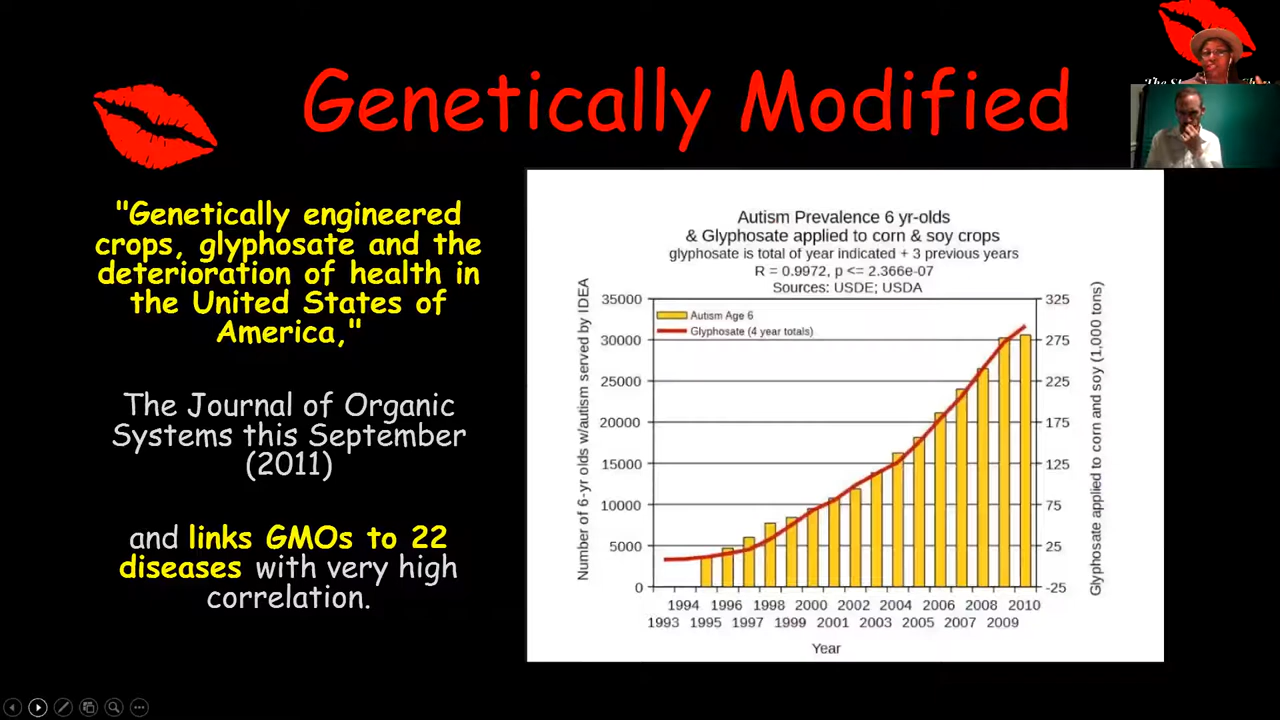 Genetically Modified
"Genetically engineered
crops, glyphosate and the
deterioration of health in
the United States of
America,"
The Journal of Organic
Systems this September
(2011)
and links GMOs to 22
diseases with very high
correlation.
Autism Prevalence 6 yr-olds
& Glyphosate applied to corn & soy crops
glyphosate is total of year indicated + 3 previous years
R = 0.9972, p <= 2.366e-07
Sources: USDE; USDA
Number of 6-yr olds w/autism served by IDEA
35000
30000
25000
20000
15000
10000
5000
0
Autism Age 6
Glyphosate (4 year totals)
325
275
225
175
125
75
25
-25
Glyphosate applied to corn and soy (1,000 tons)
1994 1996 1998 2000 2002 2004 2006 2008 2010
1993 1995 1997 1999 2001 2003 2005 2007 2009
Year